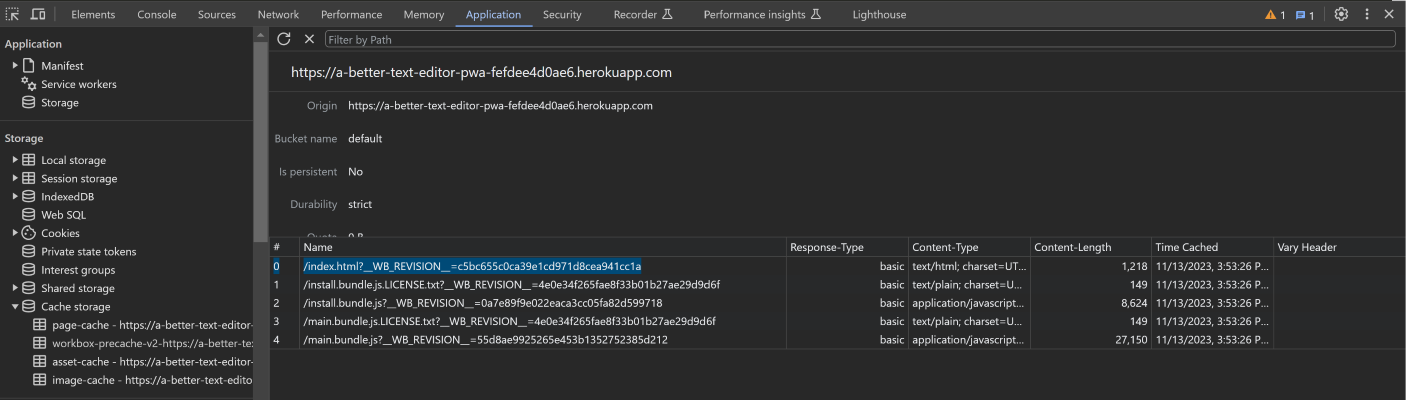 Elements Console Sources Network Performance Memory Application Security Recorder Performance insights Lighthouse 1 1
Application
Manifest
Service workers
Storage
Storage
Local storage
Session storage
IndexedDB
Web SQL
Cookies
Private state tokens
Interest groups
Shared storage
Cache storage
page-cache - https://a-better-text-editor-
workbox-precache-v2-https://a-better-tex
asset-cache - https://a-better-text-editor-
image-cache - https://a-better-text-edito
Filter by Path
https://a-better-text-editor-pwa-fefdee4d0ae6.herokuapp.com
Origin https://a-better-text-editor-pwa-fefdee4d0ae6.herokuapp.com
Bucket name default
Is persistent No
Durability strict
Quota 0 B
# Name Response-Type Content-Type Content-Length Time Cached Vary Header
0 /index.html?__WB_REVISION__=c5bc655c0ca39e1cd971d8cea941cc1a basic text/html; charset=UT... 1,218 11/13/2023, 3:53:26 P...
1 /install.bundle.js.LICENSE.txt?__WB_REVISION__=4e0e34f265fae8f33b01b27ae29d9d6f basic text/plain; charset=U... 149 11/13/2023, 3:53:26 P...
2 /install.bundle.js?__WB_REVISION__=0a7e89f9e022eaca3cc05fa82d599718 basic application/javascript... 8,624 11/13/2023, 3:53:26 P...
3 /main.bundle.js.LICENSE.txt?__WB_REVISION__=4e0e34f265fae8f33b01b27ae29d9d6f basic text/plain; charset=U... 149 11/13/2023, 3:53:26 P...
4 /main.bundle.js?__WB_REVISION__=55d8ae9925265e453b1352752385d212 basic application/javascript... 27,150 11/13/2023, 3:53:26 P...